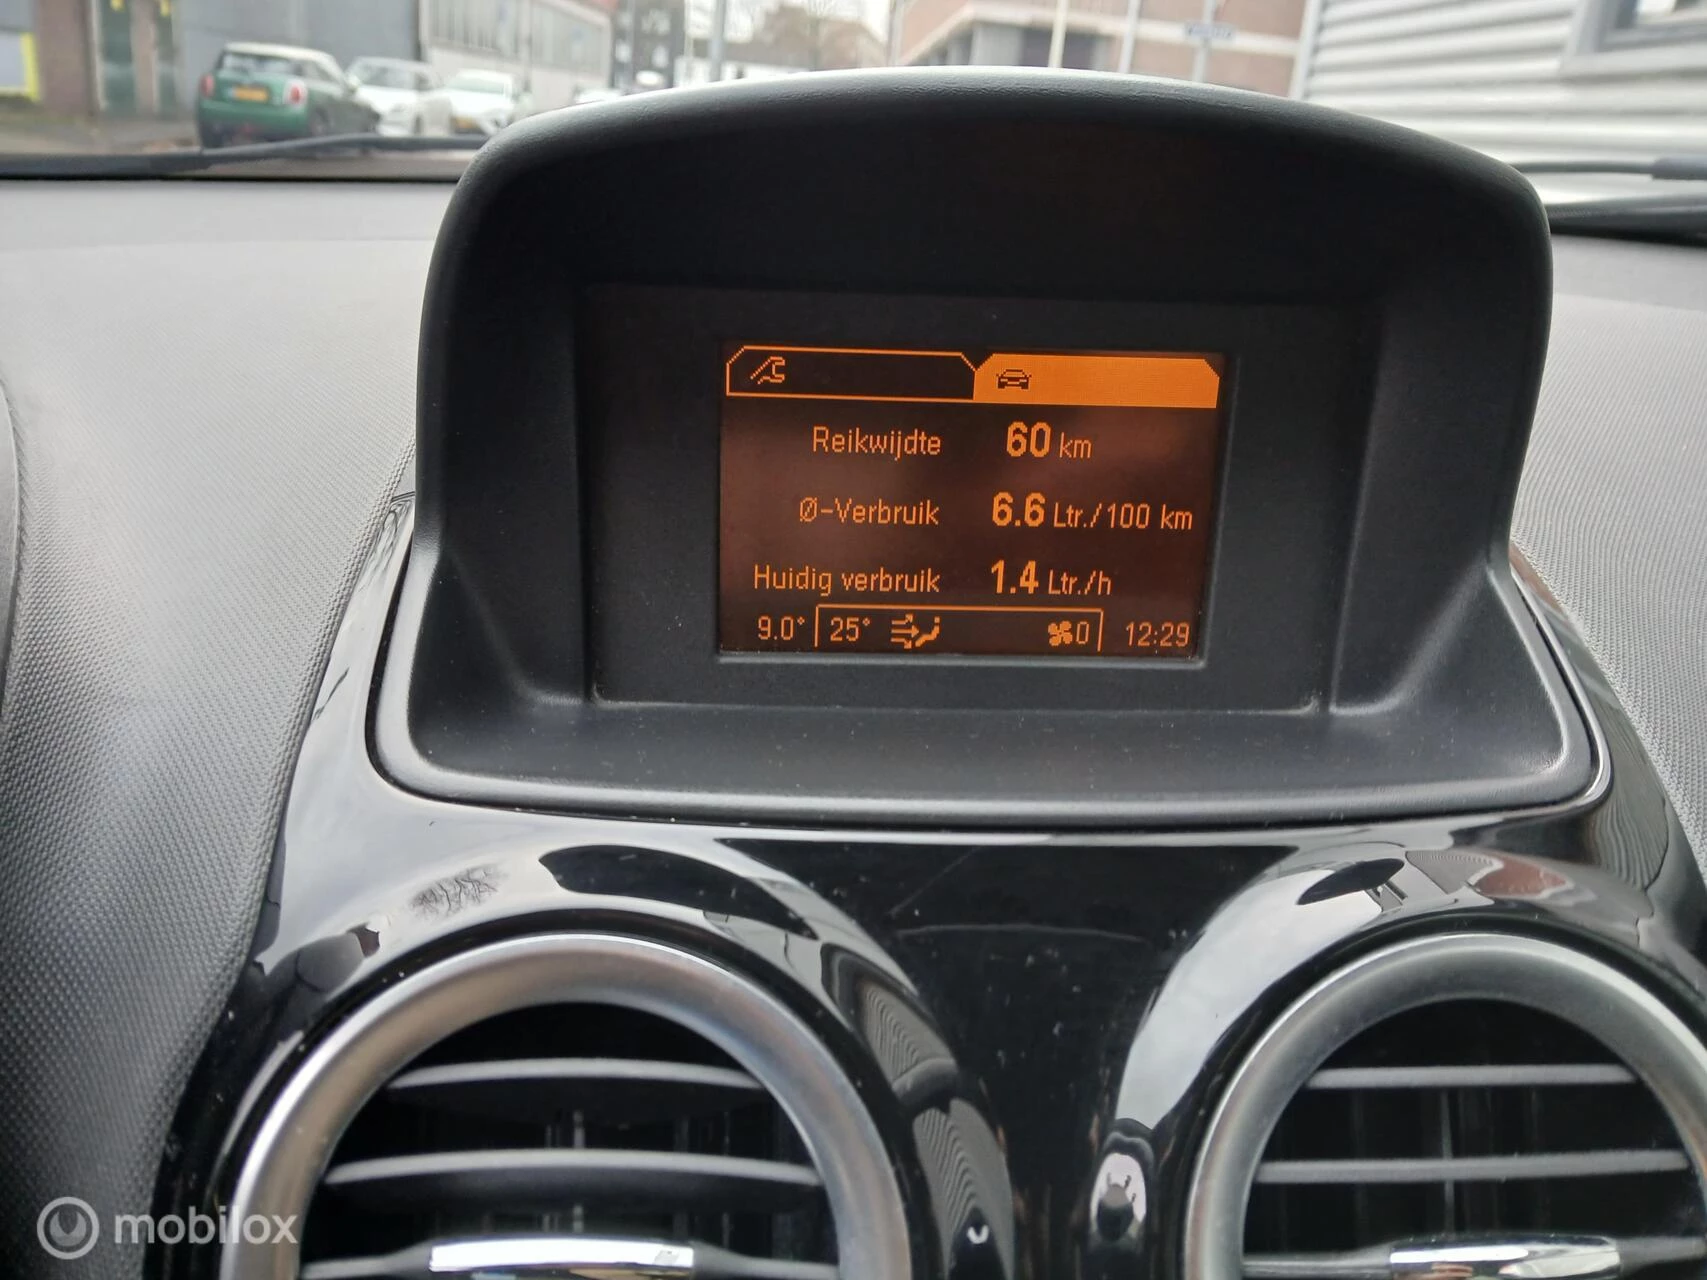 Reikwijdte 60 km
Ø-Verbruik 6.6 Ltr./100 km
Huidig verbruik 1.4 Ltr./h
9.0° 25° 0 12:29
mobilox